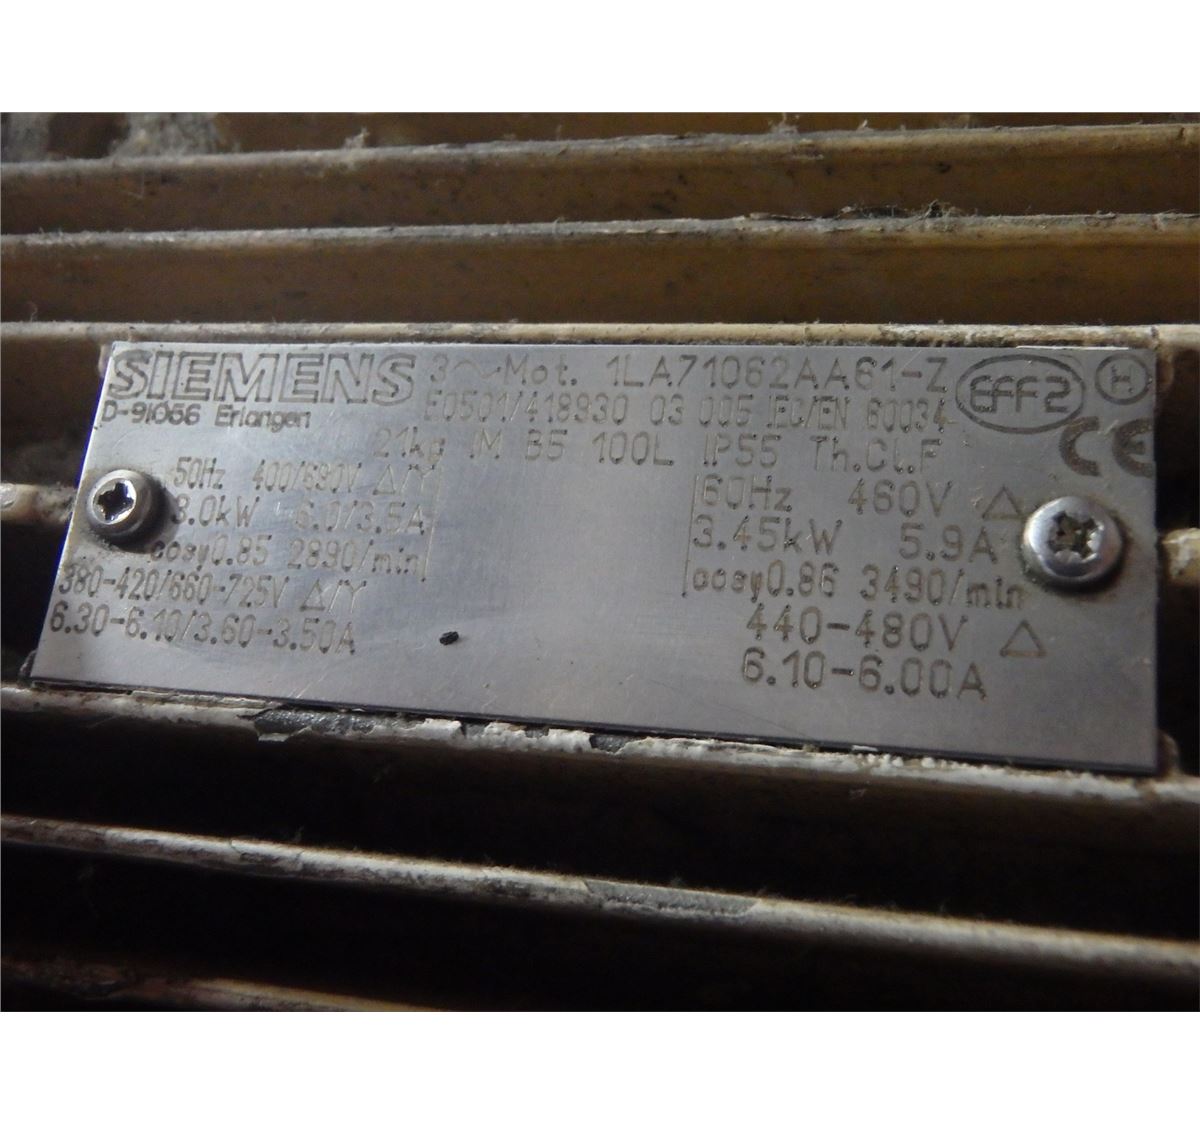 SIEMENS 3~Mot. 1LA71062AA61-Z EFF2 H
D-91056 Erlangen E0501/418930 03 005 IEC/EN 60034 CE
21kg IM B5 100L IP55 Th.Cl.F
50Hz 400/690V △/Y
3.0kW 6.0/3.5A
cosφ0.85 2890/min
380-420/660-725V △/Y
6.30-6.10/3.60-3.50A
60Hz 460V △
3.45kW 5.9A
cosφ0.86 3490/min
440-480V △
6.10-6.00A